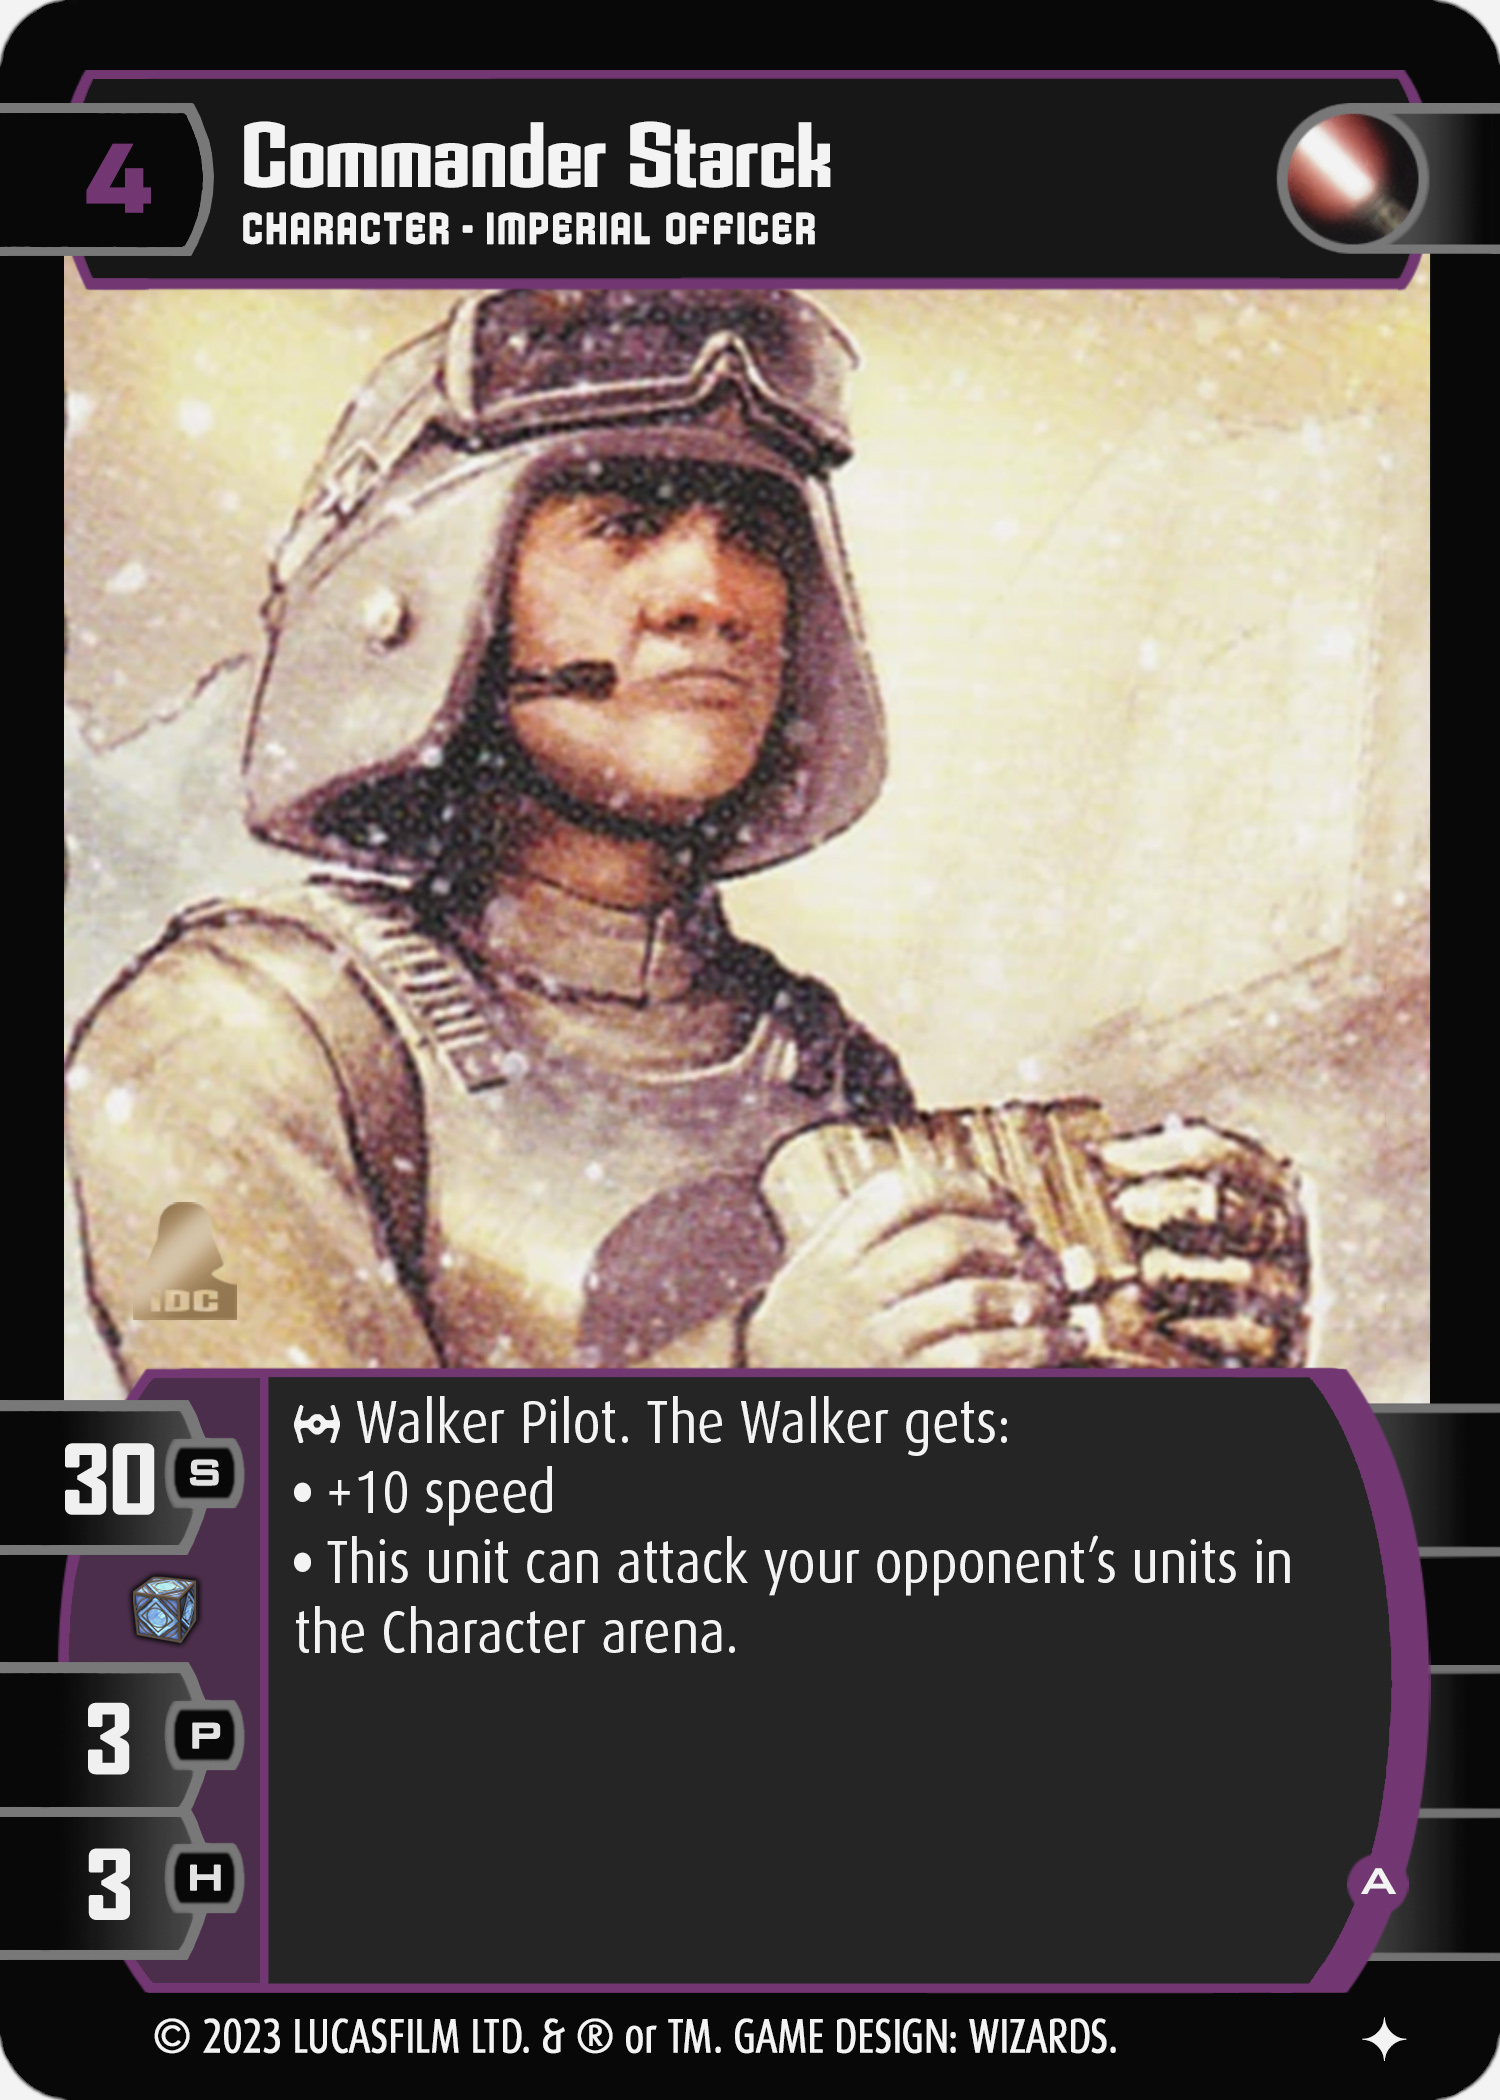 4
Commander Starck
CHARACTER - IMPERIAL OFFICER
IDC
30 S
3 P
3 H
Walker Pilot. The Walker gets:
• +10 speed
• This unit can attack your opponent's units in
the Character arena.
A
© 2023 LUCASFILM LTD. & ® or TM. GAME DESIGN: WIZARDS.